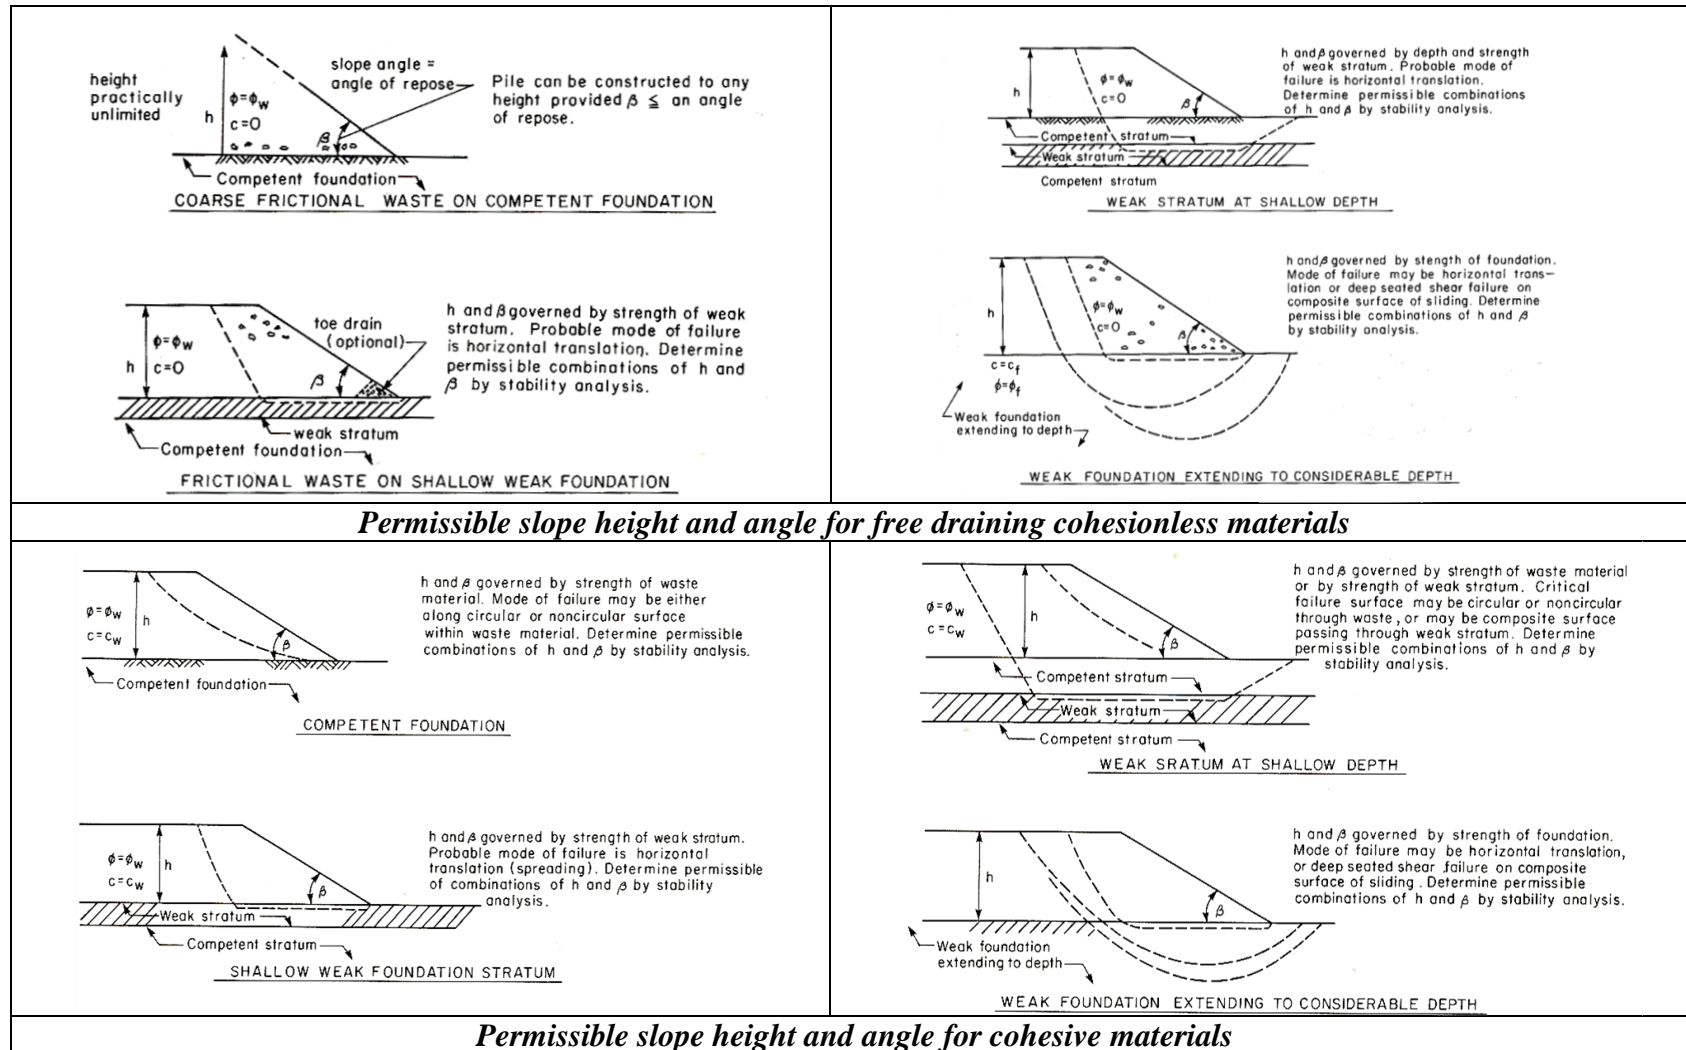 height
practically
unlimited
h
ϕ=ϕw
c=O
β
slope angle =
angle of repose
Pile can be constructed to any
height provided β ≦ an angle
of repose.
Competent foundation
COARSE FRICTIONAL WASTE ON COMPETENT FOUNDATION
h
ϕ=ϕw
c=O
β
toe drain
(optional)
h and β governed by strength of weak
stratum. Probable mode of failure
is horizontal translation. Determine
permissible combinations of h and
β by stability analysis.
weak stratum
Competent foundation
FRICTIONAL WASTE ON SHALLOW WEAK FOUNDATION
h
ϕ=ϕw
c=O
β
h and β governed by depth and strength
of weak stratum. Probable mode of
failure is horizontal translation.
Determine permissible combinations
of h and β by stability analysis.
Competent stratum
Weak stratum
Competent stratum
WEAK STRATUM AT SHALLOW DEPTH
h
ϕ=ϕw
c=O
β
h and β governed by stength of foundation.
Mode of failure may be horizontal trans-
lation or deep seated shear failure on
composite surface of sliding. Determine
permissible combinations of h and β
by stability analysis.
c=cf
ϕ=ϕf
Weak foundation
extending to depth
WEAK FOUNDATION EXTENDING TO CONSIDERABLE DEPTH
Permissible slope height and angle for free draining cohesionless materials
ϕ=ϕw
c=cw
h
β
h and β governed by strength of waste
material. Mode of failure may be either
along circular or noncircular surface
within waste material. Determine permissible
combinations of h and β by stability analysis.
Competent foundation
COMPETENT FOUNDATION
ϕ=ϕw
c=cw
h
β
h and β governed by strength of weak stratum.
Probable mode of failure is horizontal
translation (spreading). Determine permissible
of combinations of h and β by stability
analysis.
Weak stratum
Competent stratum
SHALLOW WEAK FOUNDATION STRATUM
ϕ=ϕw
c=cw
h
β
h and β governed by strength of waste material
or by strength of weak stratum. Critical
failure surface may be circular or noncircular
through waste, or may be composite surface
passing through weak stratum. Determine
permissible combinations of h and β by
stability analysis.
Competent stratum
Weak stratum
Competent stratum
WEAK SRATUM AT SHALLOW DEPTH
h
β
h and β governed by strength of foundation.
Mode of failure may be horizontal translation,
or deep seated shear failure on composite
surface of sliding. Determine permissible
combinations of h and β by stability analysis.
Weak foundation
extending to depth
WEAK FOUNDATION EXTENDING TO CONSIDERABLE DEPTH
Permissible slope height and angle for cohesive materials